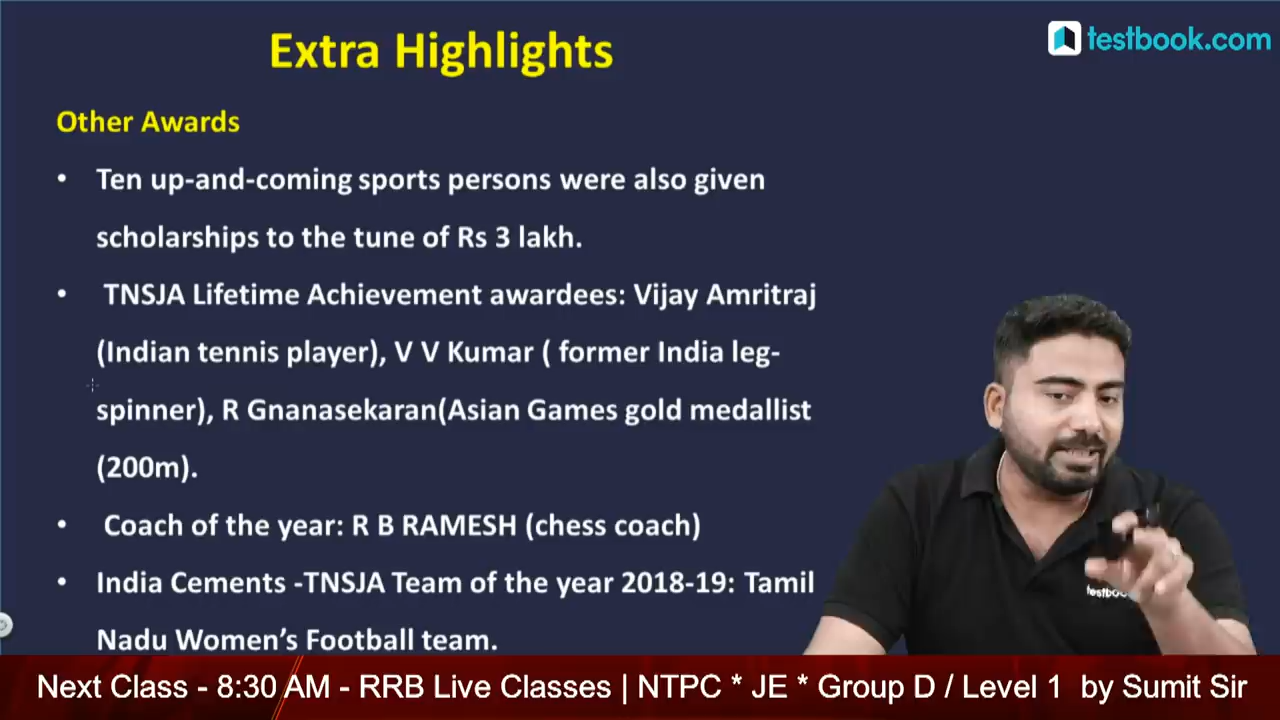 Extra Highlights
testbook.com
Other Awards
• Ten up-and-coming sports persons were also given
scholarships to the tune of Rs 3 lakh.
• TNSJA Lifetime Achievement awardees: Vijay Amritraj
(Indian tennis player), V V Kumar ( former India leg-
spinner), R Gnanasekaran(Asian Games gold medallist
(200m).
• Coach of the year: R B RAMESH (chess coach)
• India Cements -TNSJA Team of the year 2018-19: Tamil
Nadu Women’s Football team.
testbook
Next Class - 8:30 AM - RRB Live Classes | NTPC * JE * Group D / Level 1 by Sumit Sir